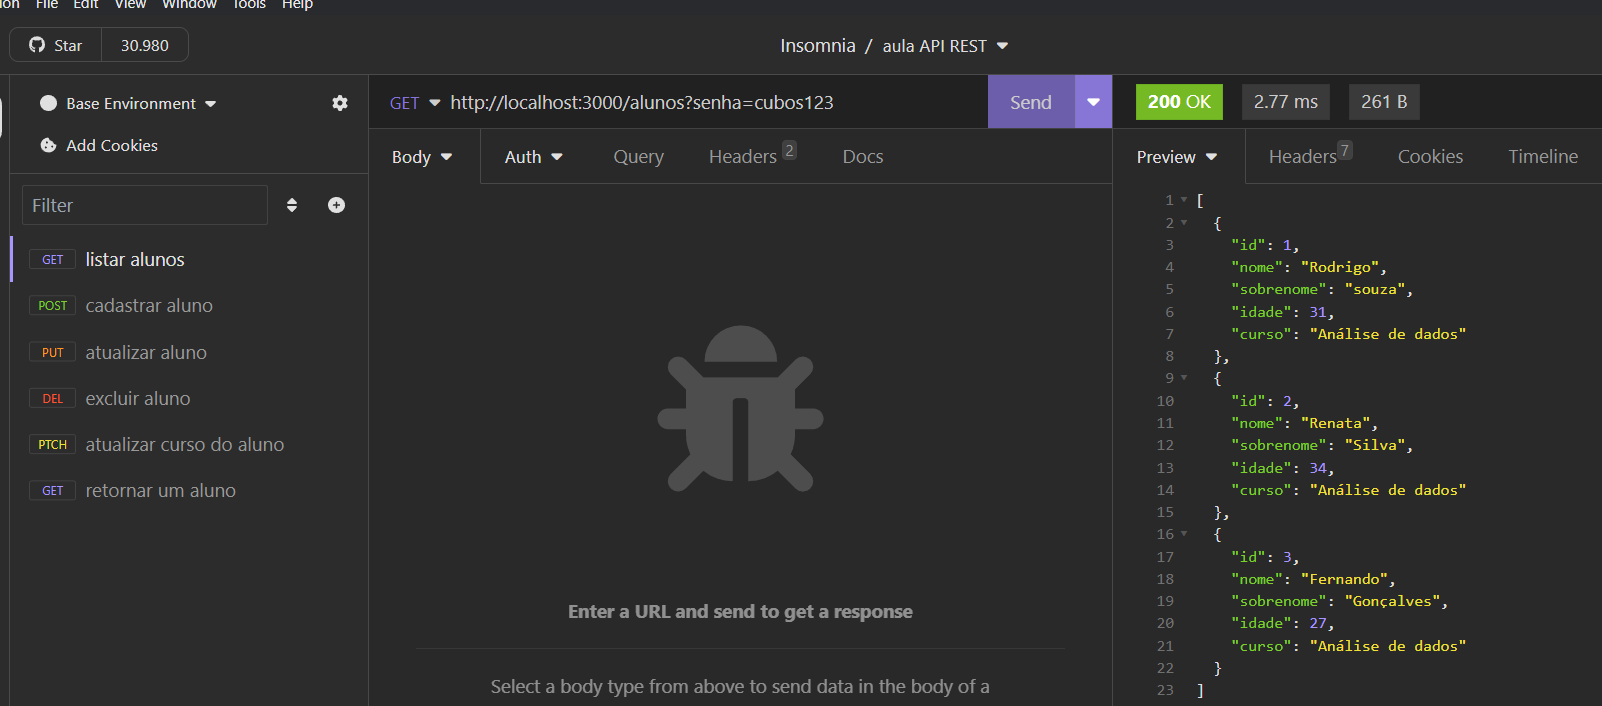 File Edit View Window Tools Help
Star 30.980
Insomnia / aula API REST
Base Environment
Add Cookies
Filter
GET listar alunos
POST cadastrar aluno
PUT atualizar aluno
DEL excluir aluno
PTCH atualizar curso do aluno
GET retornar um aluno
GET http://localhost:3000/alunos?senha=cubos123 Send
Body Auth Query Headers 2 Docs
Enter a URL and send to get a response
Select a body type from above to send data in the body of a
200 OK 2.77 ms 261 B
Preview Headers 7 Cookies Timeline
1 [
2 {
3 "id": 1,
4 "nome": "Rodrigo",
5 "sobrenome": "souza",
6 "idade": 31,
7 "curso": "Análise de dados"
8 },
9 {
10 "id": 2,
11 "nome": "Renata",
12 "sobrenome": "Silva",
13 "idade": 34,
14 "curso": "Análise de dados"
15 },
16 {
17 "id": 3,
18 "nome": "Fernando",
19 "sobrenome": "Gonçalves",
20 "idade": 27,
21 "curso": "Análise de dados"
22 }
23 ]